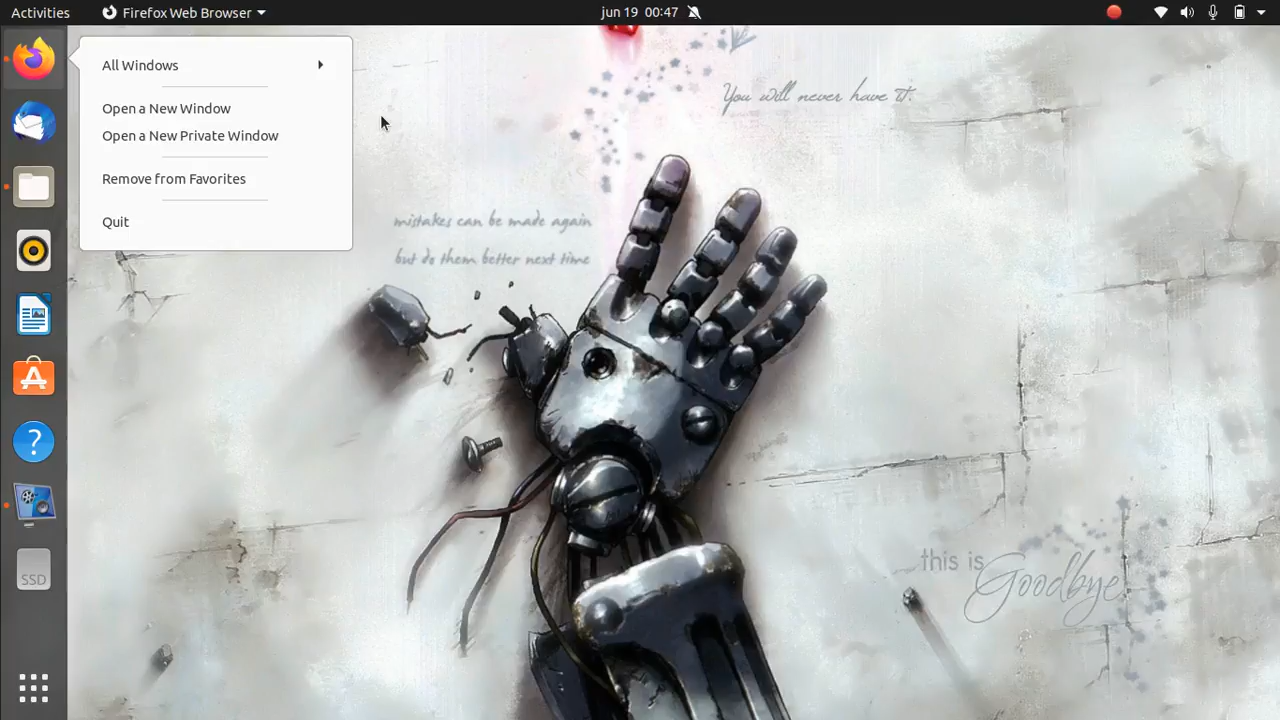 Activities
Firefox Web Browser
jun 19 00:47
All Windows
Open a New Window
Open a New Private Window
Remove from Favorites
Quit
You will never have it.
mistakes can be made again
but do them better next time
this is
Goodbye.
SSD